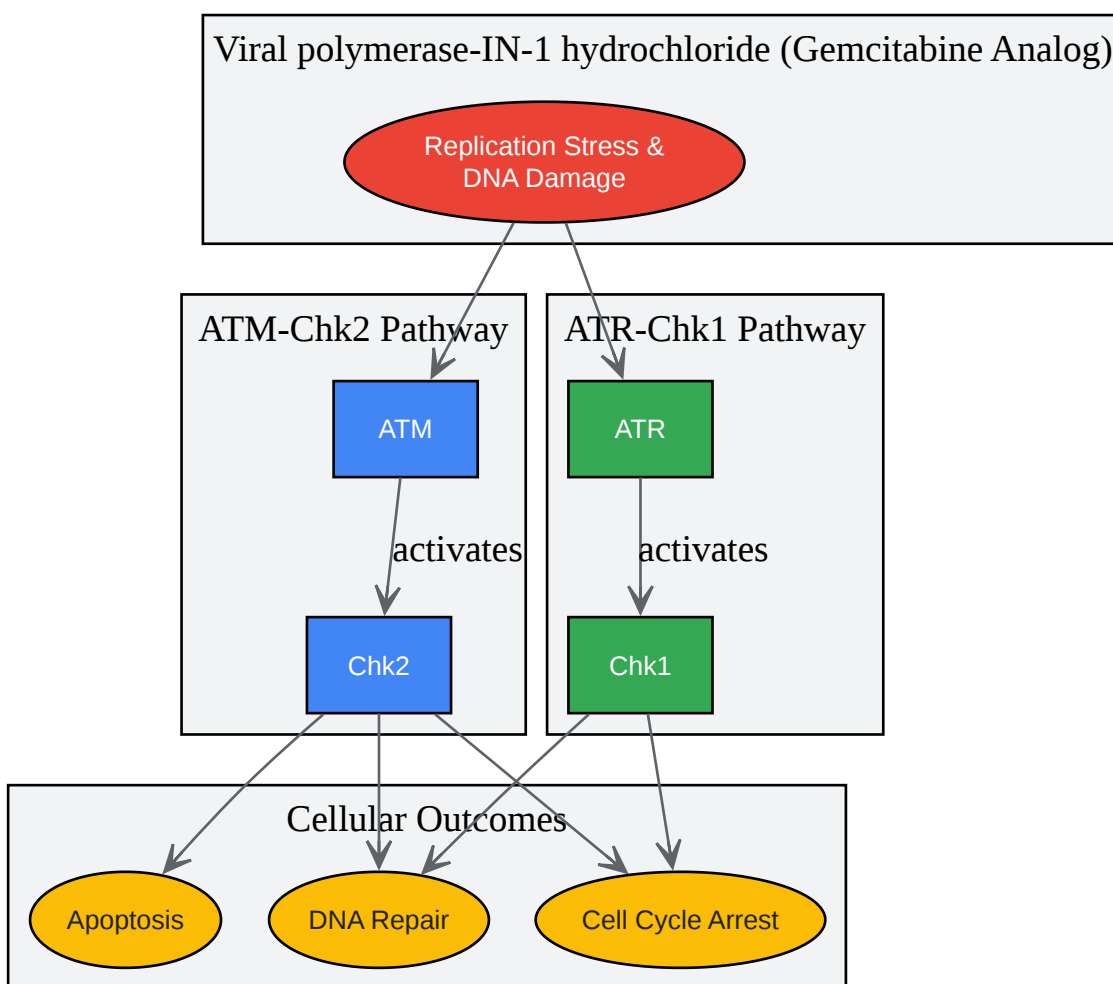 Viral polymerase-IN-1 hydrochloride (Gemcitabine Analog)
Replication Stress &
DNA Damage
ATM-Chk2 Pathway
ATR-Chk1 Pathway
ATM
ATR
activates
activates
Chk2
Chk1
Cellular Outcomes
Apoptosis
DNA Repair
Cell Cycle Arrest